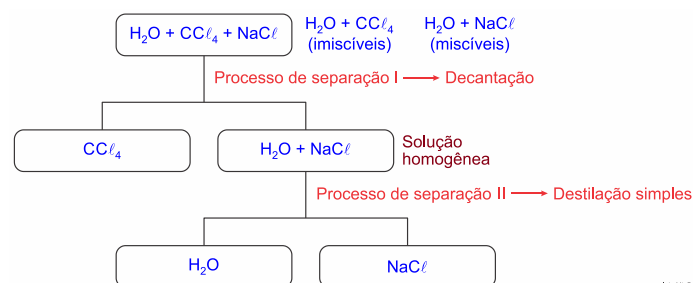 H₂O + CCℓ₄ + NaCℓ
H₂O + CCℓ₄
(imiscíveis)
H₂O + NaCℓ
(miscíveis)
Processo de separação I → Decantação
CCℓ₄
H₂O + NaCℓ
Solução
homogênea
Processo de separação II → Destilação simples
H₂O
NaCℓ